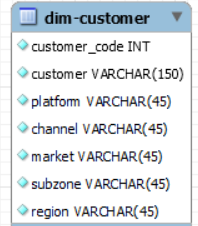 dim-customer
customer_code INT
customer VARCHAR(150)
platform VARCHAR(45)
channel VARCHAR(45)
market VARCHAR(45)
subzone VARCHAR(45)
region VARCHAR(45)